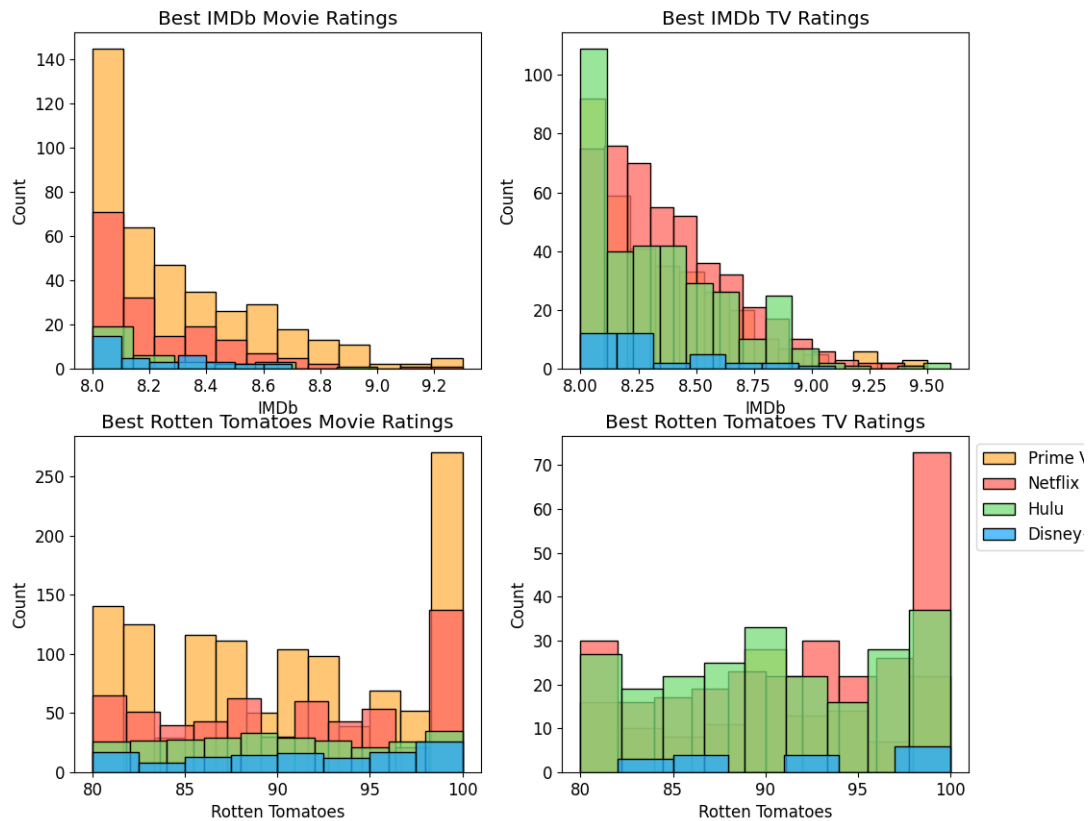 Best IMDb Movie Ratings
140
120
100
80
60
40
20
0
Count
8.0 8.2 8.4 8.6 8.8 9.0 9.2
IMDb
Best IMDb TV Ratings
100
80
60
40
20
0
Count
8.00 8.25 8.50 8.75 9.00 9.25 9.50
IMDb
Best Rotten Tomatoes Movie Ratings
250
200
150
100
50
0
Count
80 85 90 95 100
Rotten Tomatoes
Best Rotten Tomatoes TV Ratings
70
60
50
40
30
20
10
0
Count
80 85 90 95 100
Rotten Tomatoes
Prime V
Netflix
Hulu
Disney